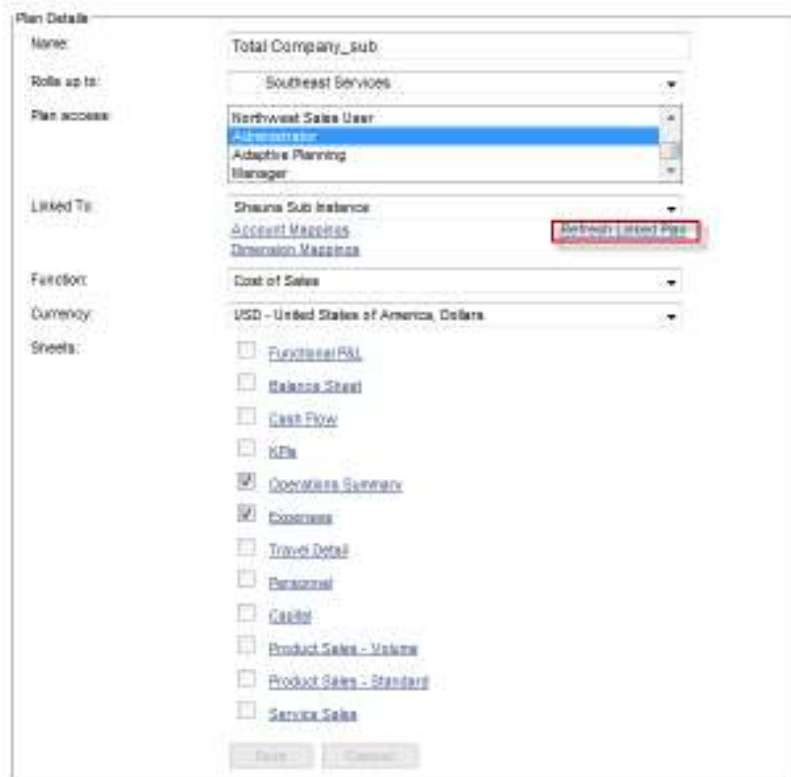 Plan Details
Name: Total Company_sub
Rolls up to: Southeast Services
Plan access: Northwest Sales User
Administrator
Adaptive Planning
Manager
Linked To: Shauna Sub Instance
Account Mappings Refresh Linked Plan
Dimension Mappings
Function: Cost of Sales
Currency: USD - United States of America, Dollars
Sheets: Functional P&L
Balance Sheet
Cash Flow
KPIs
Operations Summary
Expenses
Travel Detail
Personnel
Capital
Product Sales - Volume
Product Sales - Standard
Service Sales
Save Cancel